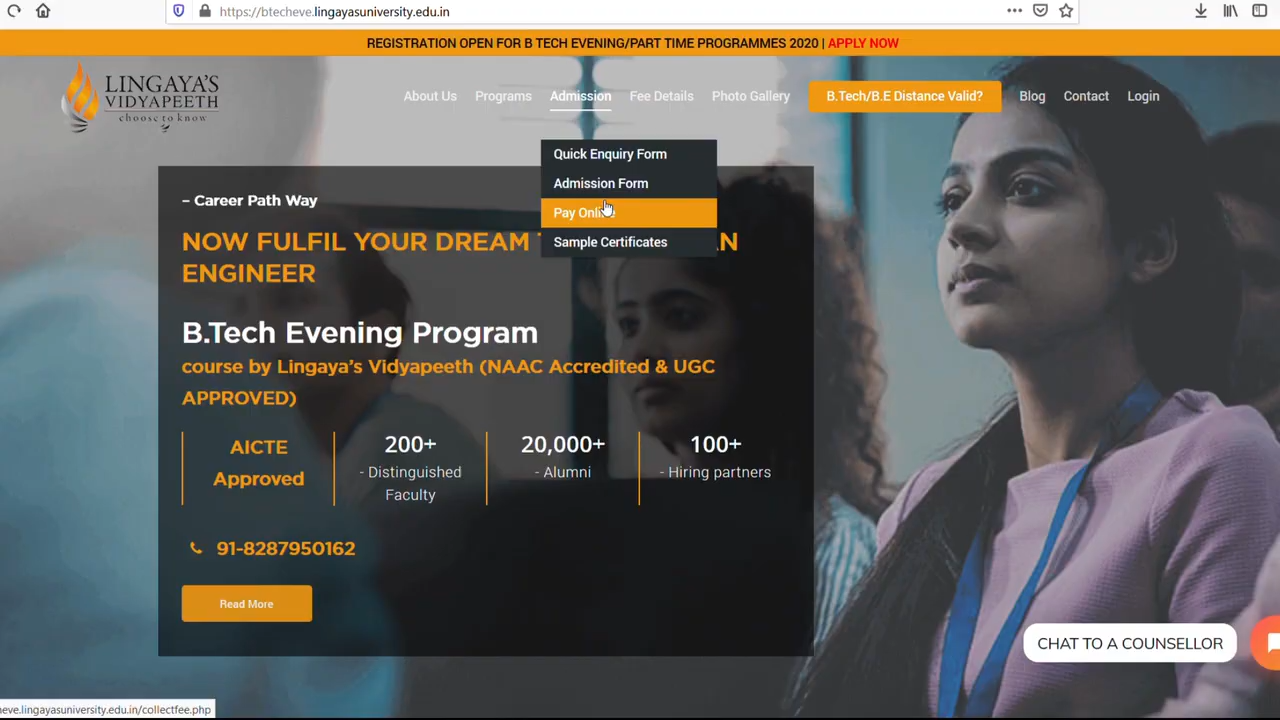 https://btecheve.lingayasuniversity.edu.in
REGISTRATION OPEN FOR B TECH EVENING/PART TIME PROGRAMMES 2020 | APPLY NOW
LINGAYA'S
VIDYAPEETH
choose to know
About Us Programs Admission Fee Details Photo Gallery B.Tech/B.E Distance Valid? Blog Contact Login
Quick Enquiry Form
Admission Form
Pay Online
Sample Certificates
– Career Path Way
NOW FULFIL YOUR DREAM
ENGINEER
B.Tech Evening Program
course by Lingaya's Vidyapeeth (NAAC Accredited & UGC
APPROVED)
AICTE
Approved
200+
- Distinguished
Faculty
20,000+
- Alumni
100+
- Hiring partners
91-8287950162
Read More
CHAT TO A COUNSELLOR
cheve.lingayasuniversity.edu.in/collectfee.php